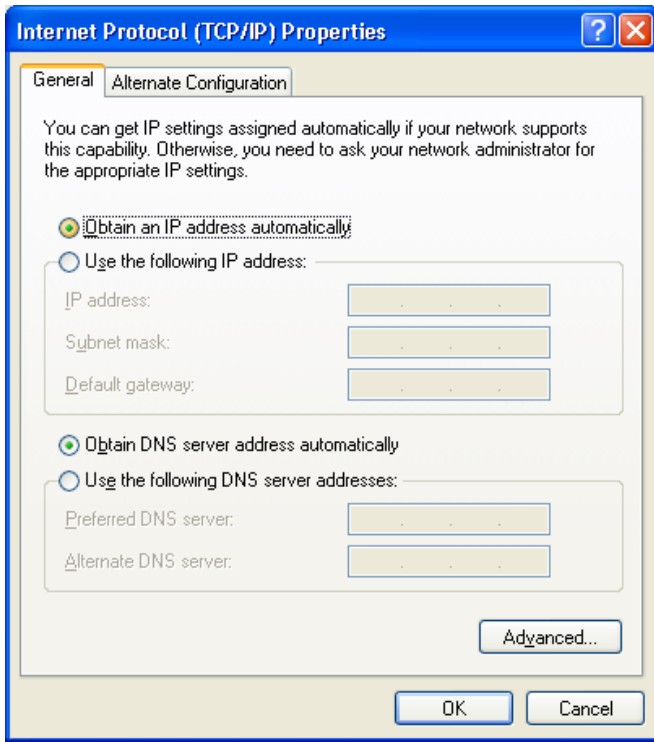 Internet Protocol (TCP/IP) Properties
General
Alternate Configuration
You can get IP settings assigned automatically if your network supports
this capability. Otherwise, you need to ask your network administrator for
the appropriate IP settings.
Obtain an IP address automatically
Use the following IP address:
IP address:
Subnet mask:
Default gateway:
Obtain DNS server address automatically
Use the following DNS server addresses:
Preferred DNS server:
Alternate DNS server:
Advanced...
OK
Cancel